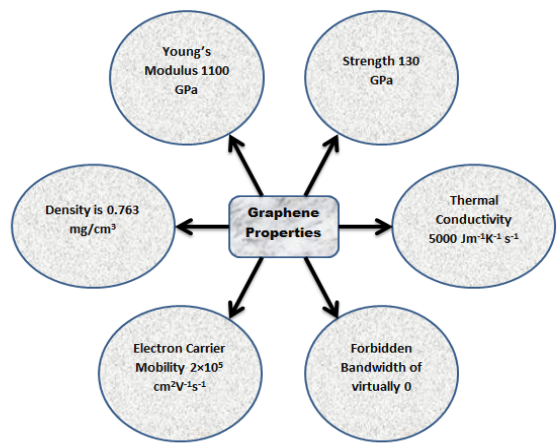 Young's
Modulus 1100
GPa
Strength 130
GPa
Density is 0.763
mg/cm³
Graphene
Properties
Thermal
Conductivity
5000 Jm⁻¹K⁻¹ s⁻¹
Electron Carrier
Mobility 2×10⁵
cm²V⁻¹s⁻¹
Forbidden
Bandwidth of
virtually 0